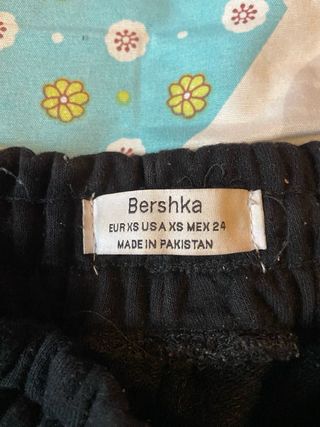 Bershka
EUR XS USA XS MEX 24
MADE IN PAKISTAN